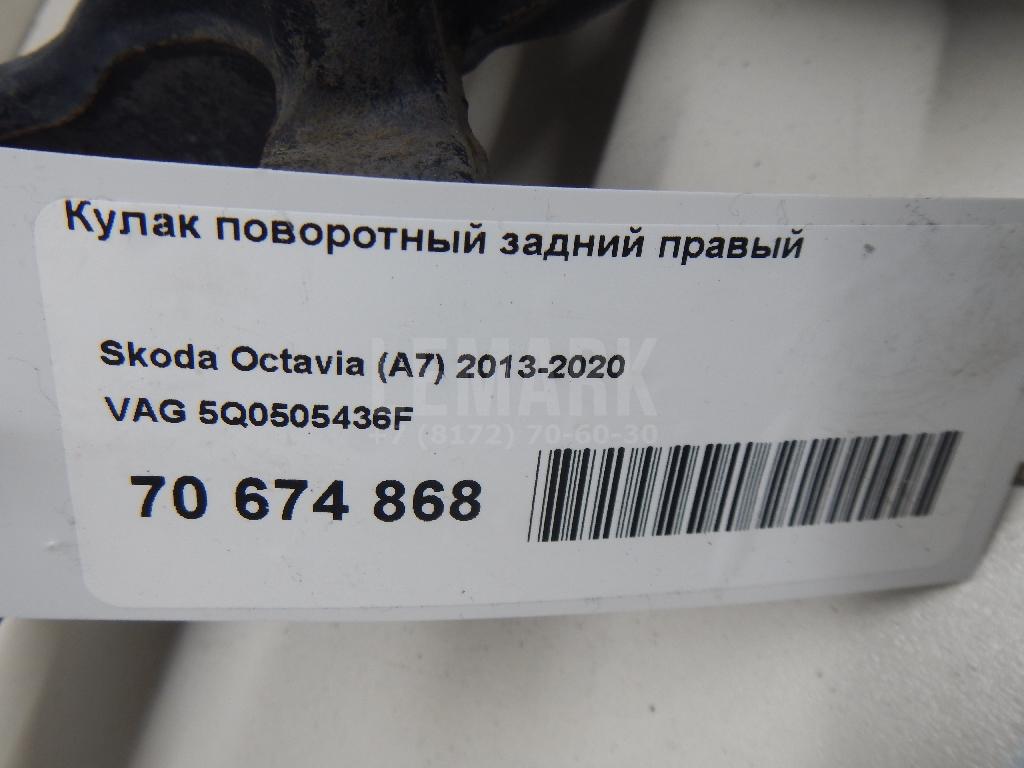 Кулак поворотный задний правый
Skoda Octavia (A7) 2013-2020
LEMARK
VAG 5Q0505436F
+7 (8172) 70-60-30
70 674 868